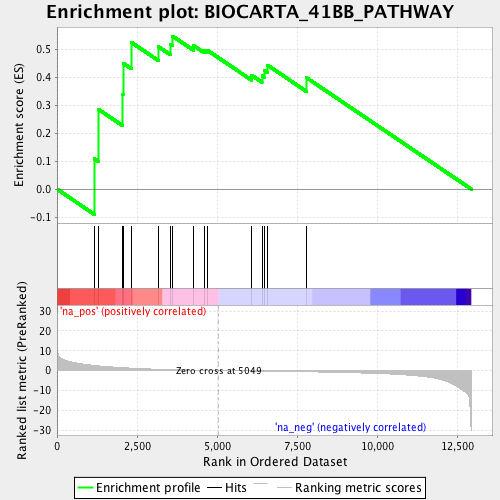 Enrichment plot: BIOCARTA_41BB_PATHWAY
Enrichment score (ES)
0.5
0.4
0.3
0.2
0.1
0.0
-0.1
Ranked list metric (PreRanked)
30
20
10
0
-10
-20
-30
'na_pos' (positively correlated)
Zero cross at 5049
'na_neg' (negatively correlated)
0 2,500 5,000 7,500 10,000 12,500
Rank in Ordered Dataset
Enrichment profile Hits Ranking metric scores